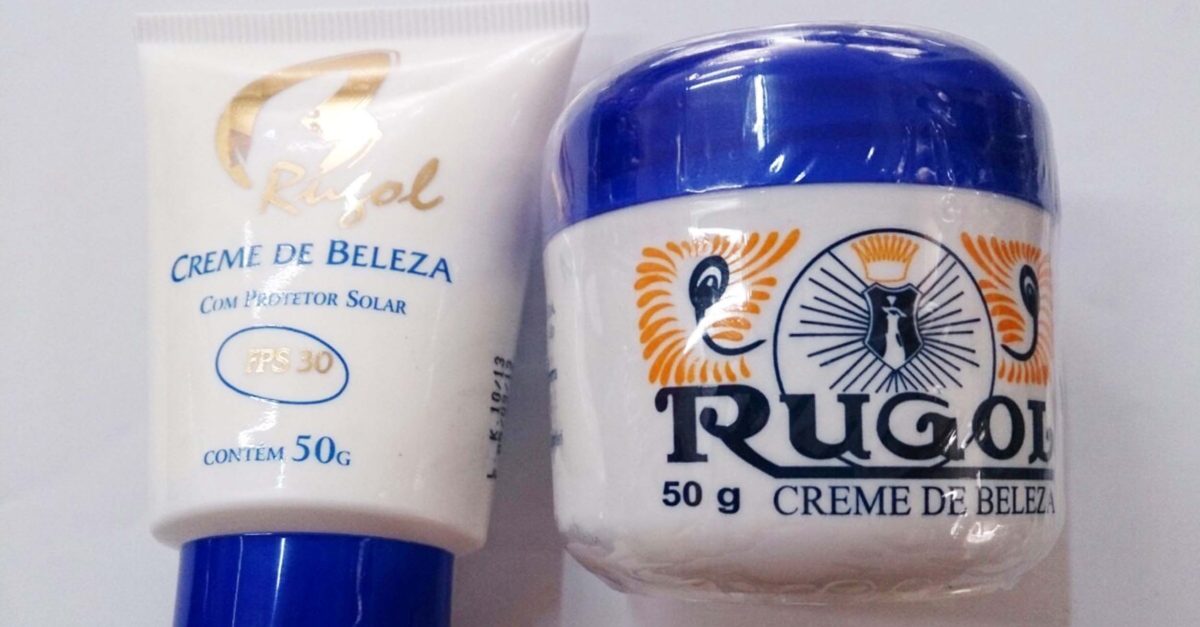 Rugol
CREME DE BELEZA
COM PROTETOR SOLAR
FPS 30
CONTÉM 50G
RUGOL
50 g CREME DE BELEZA